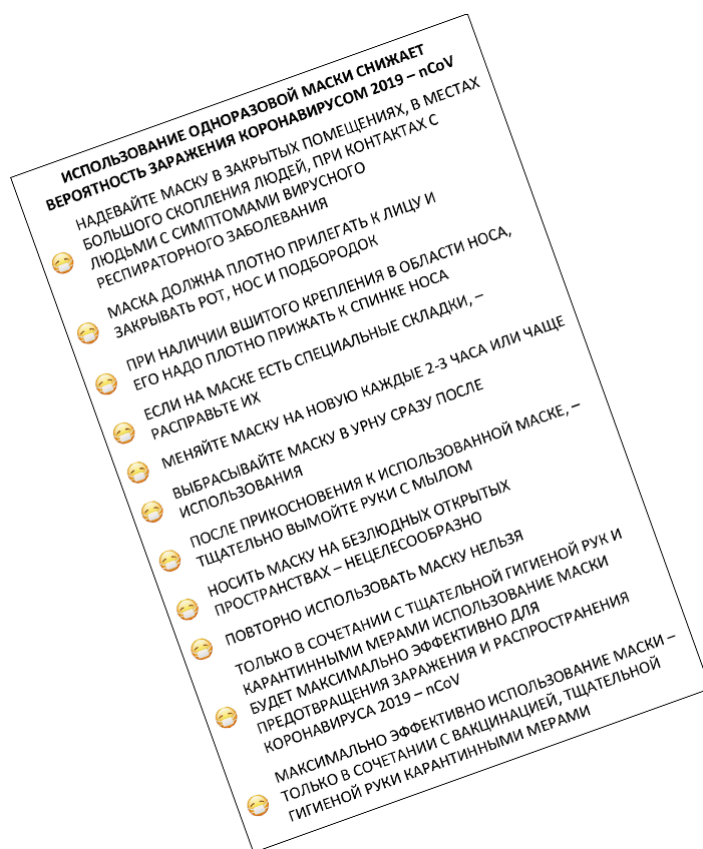 ИСПОЛЬЗОВАНИЕ ОДНОРАЗОВОЙ МАСКИ СНИЖАЕТ
ВЕРОЯТНОСТЬ ЗАРАЖЕНИЯ КОРОНАВИРУСОМ 2019 – nCoV
НАДЕВАЙТЕ МАСКУ В ЗАКРЫТЫХ ПОМЕЩЕНИЯХ, В МЕСТАХ
БОЛЬШОГО СКОПЛЕНИЯ ЛЮДЕЙ, ПРИ КОНТАКТАХ С
ЛЮДЬМИ С СИМПТОМАМИ ВИРУСНОГО
РЕСПИРАТОРНОГО ЗАБОЛЕВАНИЯ
МАСКА ДОЛЖНА ПЛОТНО ПРИЛЕГАТЬ К ЛИЦУ И
ЗАКРЫВАТЬ РОТ, НОС И ПОДБОРОДОК
ПРИ НАЛИЧИИ ВШИТОГО КРЕПЛЕНИЯ В ОБЛАСТИ НОСА,
ЕГО НАДО ПЛОТНО ПРИЖАТЬ К СПИНКЕ НОСА
ЕСЛИ НА МАСКЕ ЕСТЬ СПЕЦИАЛЬНЫЕ СКЛАДКИ, –
РАСПРАВЬТЕ ИХ
МЕНЯЙТЕ МАСКУ НА НОВУЮ КАЖДЫЕ 2-3 ЧАСА ИЛИ ЧАЩЕ
ВЫБРАСЫВАЙТЕ МАСКУ В УРНУ СРАЗУ ПОСЛЕ
ИСПОЛЬЗОВАНИЯ
ПОСЛЕ ПРИКОСНОВЕНИЯ К ИСПОЛЬЗОВАННОЙ МАСКЕ, –
ТЩАТЕЛЬНО ВЫМОЙТЕ РУКИ С МЫЛОМ
НОСИТЬ МАСКУ НА БЕЗЛЮДНЫХ ОТКРЫТЫХ
ПРОСТРАНСТВАХ – НЕЦЕЛЕСООБРАЗНО
ПОВТОРНО ИСПОЛЬЗОВАТЬ МАСКУ НЕЛЬЗЯ
ТОЛЬКО В СОЧЕТАНИИ С ТЩАТЕЛЬНОЙ ГИГИЕНОЙ РУК И
КАРАНТИННЫМИ МЕРАМИ ИСПОЛЬЗОВАНИЕ МАСКИ
БУДЕТ МАКСИМАЛЬНО ЭФФЕКТИВНО ДЛЯ
ПРЕДОТВРАЩЕНИЯ ЗАРАЖЕНИЯ И РАСПРОСТРАНЕНИЯ
КОРОНАВИРУСА 2019 – nCoV
МАКСИМАЛЬНО ЭФФЕКТИВНО ИСПОЛЬЗОВАНИЕ МАСКИ –
ТОЛЬКО В СОЧЕТАНИИ С ВАКЦИНАЦИЕЙ, ТЩАТЕЛЬНОЙ
ГИГИЕНОЙ РУКИ КАРАНТИННЫМИ МЕРАМИ